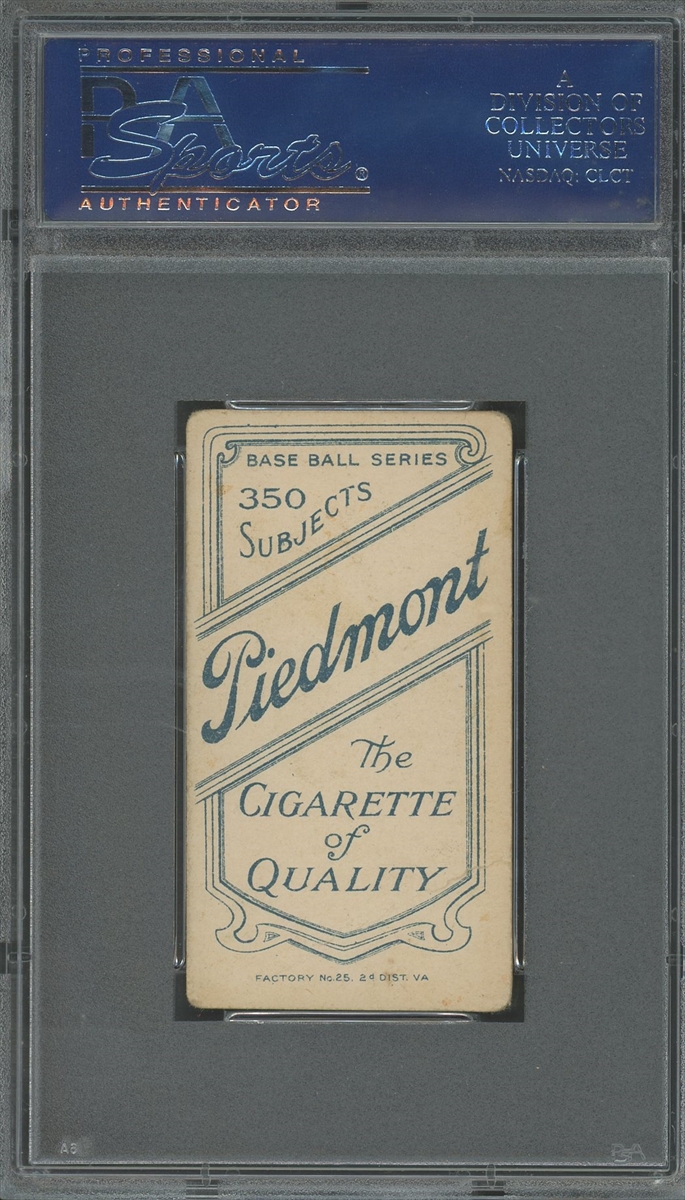 PROFESSIONAL
PSA
Sports®
AUTHENTICATOR
A
DIVISION OF
COLLECTORS
UNIVERSE
NASDAQ: CLCT
BASE BALL SERIES
350
SUBJECTS
Piedmont
The
CIGARETTE
of
QUALITY
FACTORY No.25, 2d DIST. VA
PSA